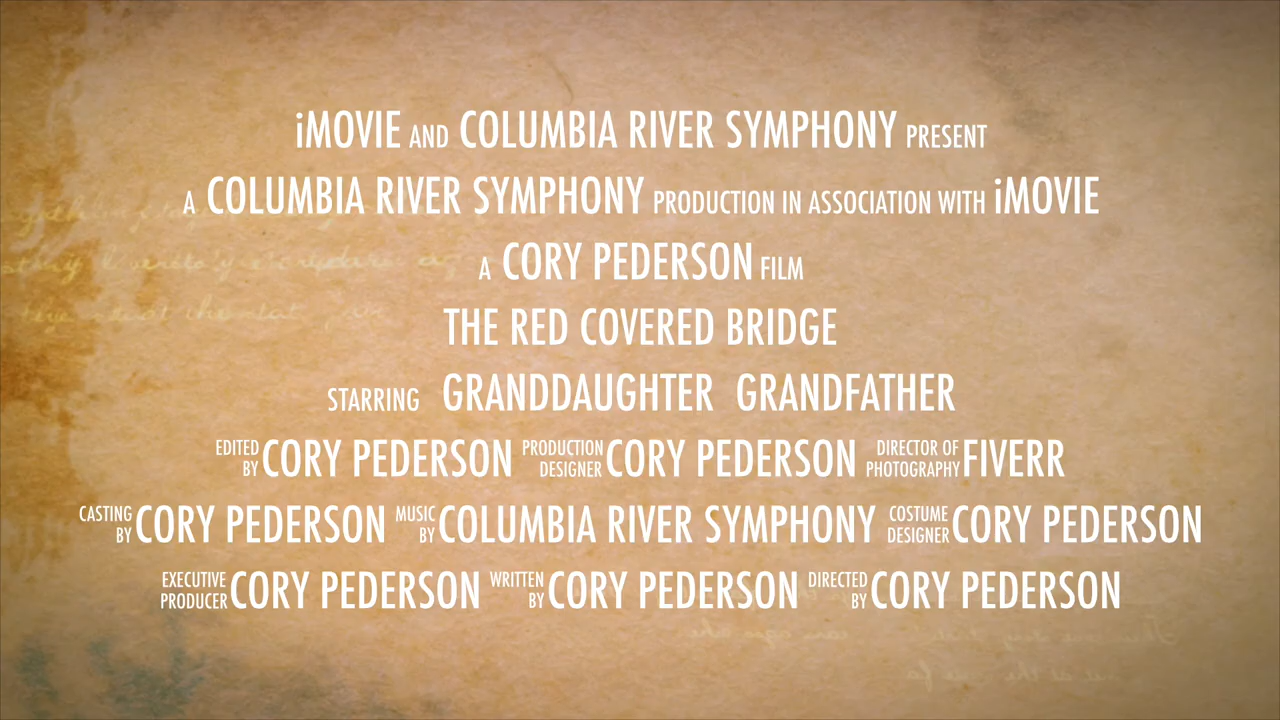 iMOVIE AND COLUMBIA RIVER SYMPHONY PRESENT
A COLUMBIA RIVER SYMPHONY PRODUCTION IN ASSOCIATION WITH iMOVIE
A CORY PEDERSON FILM
THE RED COVERED BRIDGE
STARRING GRANDDAUGHTER GRANDFATHER
EDITED BY CORY PEDERSON PRODUCTION DESIGNER CORY PEDERSON DIRECTOR OF PHOTOGRAPHY FIVERR
CASTING BY CORY PEDERSON MUSIC BY COLUMBIA RIVER SYMPHONY COSTUME DESIGNER CORY PEDERSON
EXECUTIVE PRODUCER CORY PEDERSON WRITTEN BY CORY PEDERSON DIRECTED BY CORY PEDERSON